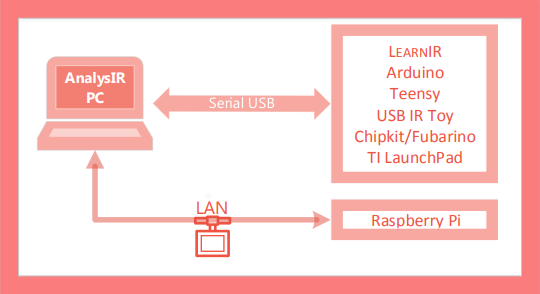 AnalysIR
PC
Serial USB
LEARNIR
Arduino
Teensy
USB IR Toy
Chipkit/Fubarino
TI LaunchPad
LAN
Raspberry Pi